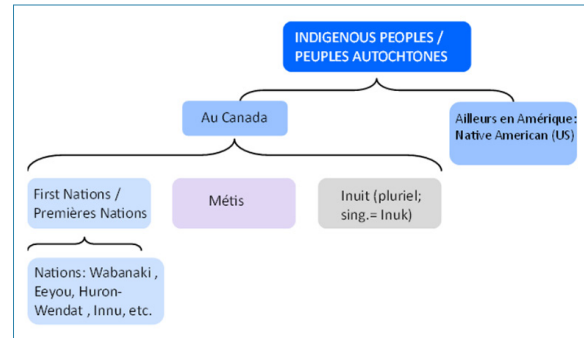 INDIGENOUS PEOPLES /
PEUPLES AUTOCHTONES
Au Canada
Ailleurs en Amérique:
Native American (US)
First Nations /
Premières Nations
Métis
Inuit (pluriel;
sing.= Inuk)
Nations: Wabanaki ,
Eeyou, Huron-
Wendat , Innu, etc.